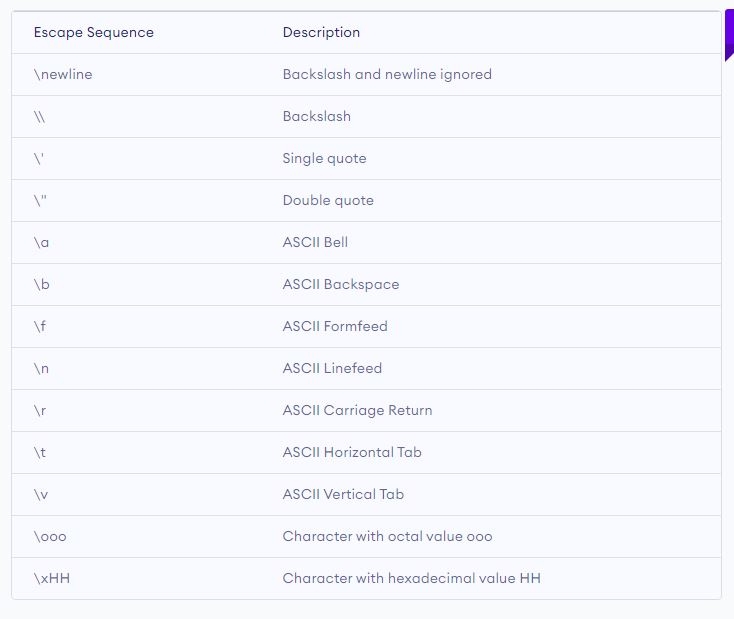 Escape Sequence Description
\newline Backslash and newline ignored
\\ Backslash
\' Single quote
\" Double quote
\a ASCII Bell
\b ASCII Backspace
\f ASCII Formfeed
\n ASCII Linefeed
\r ASCII Carriage Return
\t ASCII Horizontal Tab
\v ASCII Vertical Tab
\ooo Character with octal value ooo
\xHH Character with hexadecimal value HH